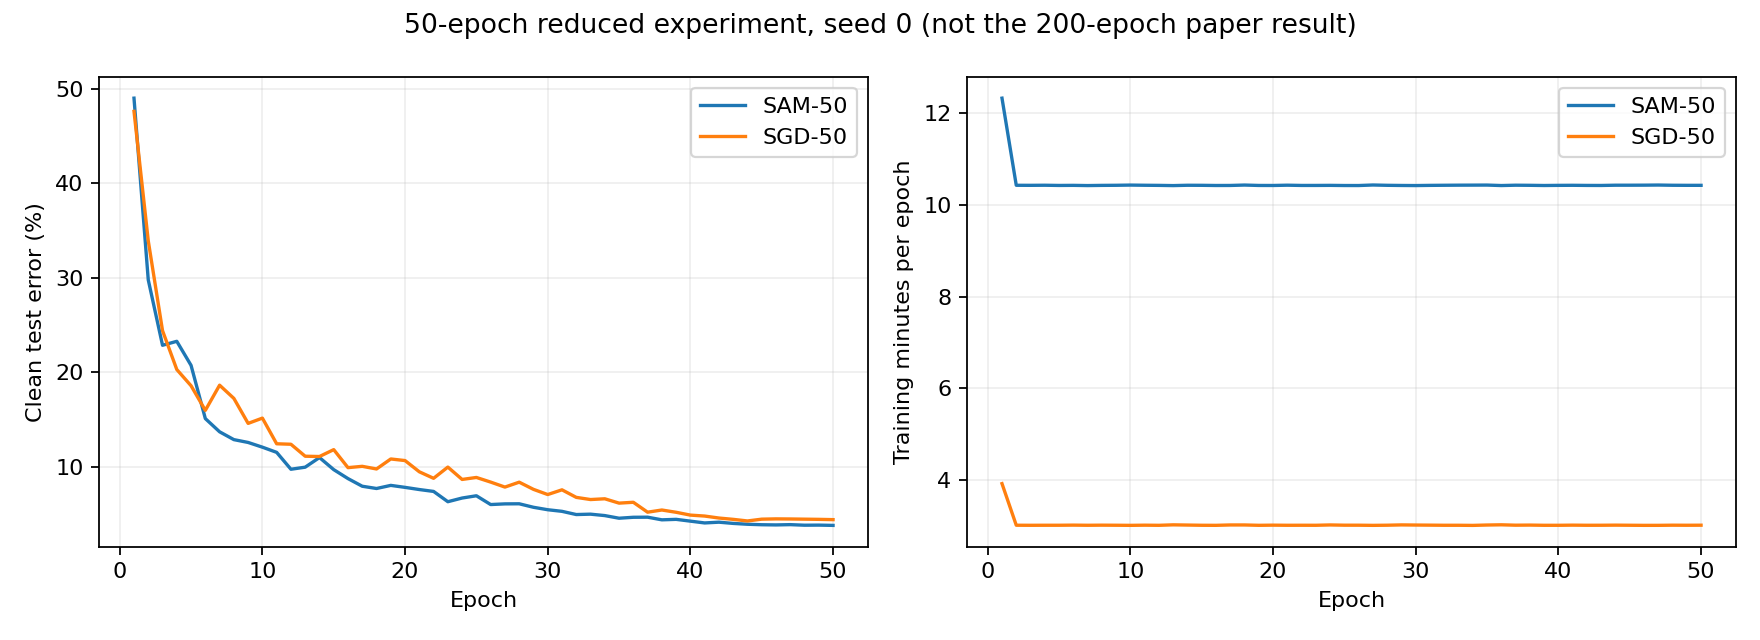 50-epoch reduced experiment, seed 0 (not the 200-epoch paper result)
Clean test error (%)
50
40
30
20
10
0
10
20
30
40
50
Epoch
SAM-50
SGD-50
Training minutes per epoch
12
10
8
6
4
0
10
20
30
40
50
Epoch
SAM-50
SGD-50